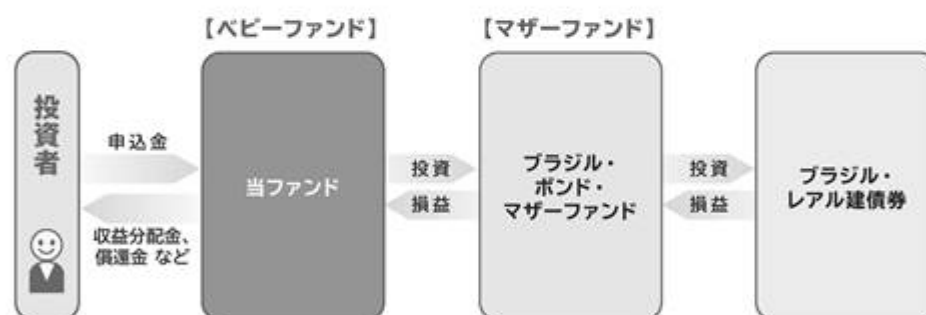 【ベビーファンド】
【マザーファンド】
投資者
申込金
収益分配金、
償還金 など
当ファンド
投資
損益
ブラジル・
ボンド・
マザーファンド
投資
損益
ブラジル・
レアル建債券